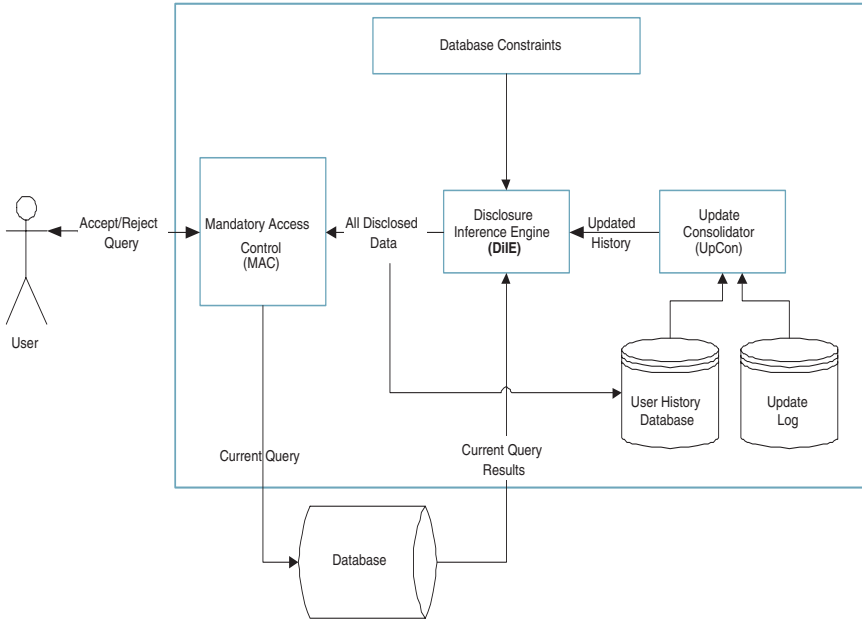 Database Constraints
Accept/Reject
Query
Mandatory Access
Control
(MAC)
All Disclosed
Data
Disclosure
Inference Engine
(DiIE)
Updated
History
Update
Consolidator
(UpCon)
User
User History
Database
Update
Log
Current Query
Current Query
Results
Database